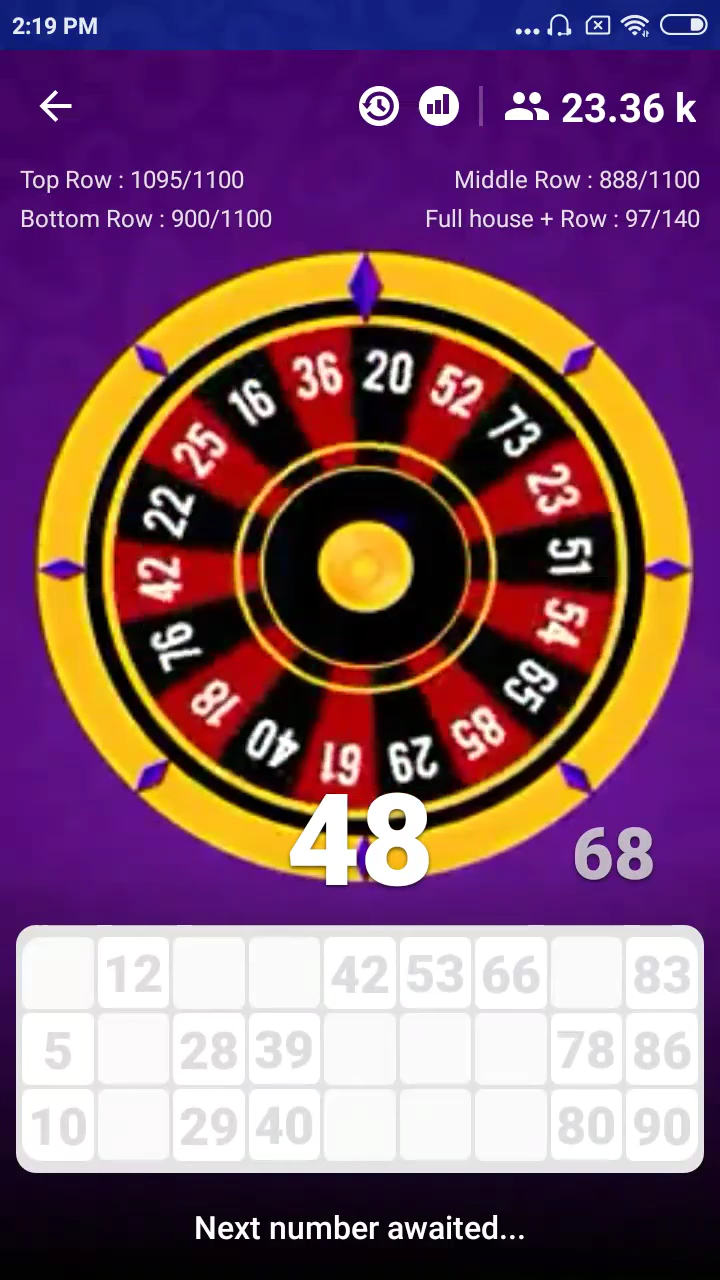 2:19 PM
23.36 k
Top Row : 1095/1100
Middle Row : 888/1100
Bottom Row : 900/1100
Full house + Row : 97/140
20
52
73
23
51
54
65
85
29
61
40
18
76
42
22
25
16
36
48
68
12 42 53 66 83
5 28 39 78 86
10 29 40 80 90
Next number awaited...